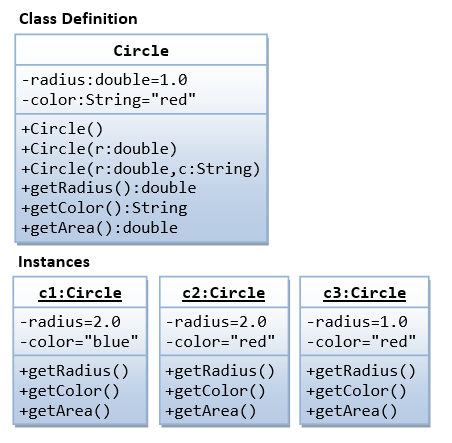 Class Definition
Circle
-radius:double=1.0
-color:String="red"
+Circle()
+Circle(r:double)
+Circle(r:double,c:String)
+getRadius():double
+getColor():String
+getArea():double
Instances
c1:Circle
-radius=2.0
-color="blue"
+getRadius()
+getColor()
+getArea()
c2:Circle
-radius=2.0
-color="red"
+getRadius()
+getColor()
+getArea()
c3:Circle
-radius=1.0
-color="red"
+getRadius()
+getColor()
+getArea()